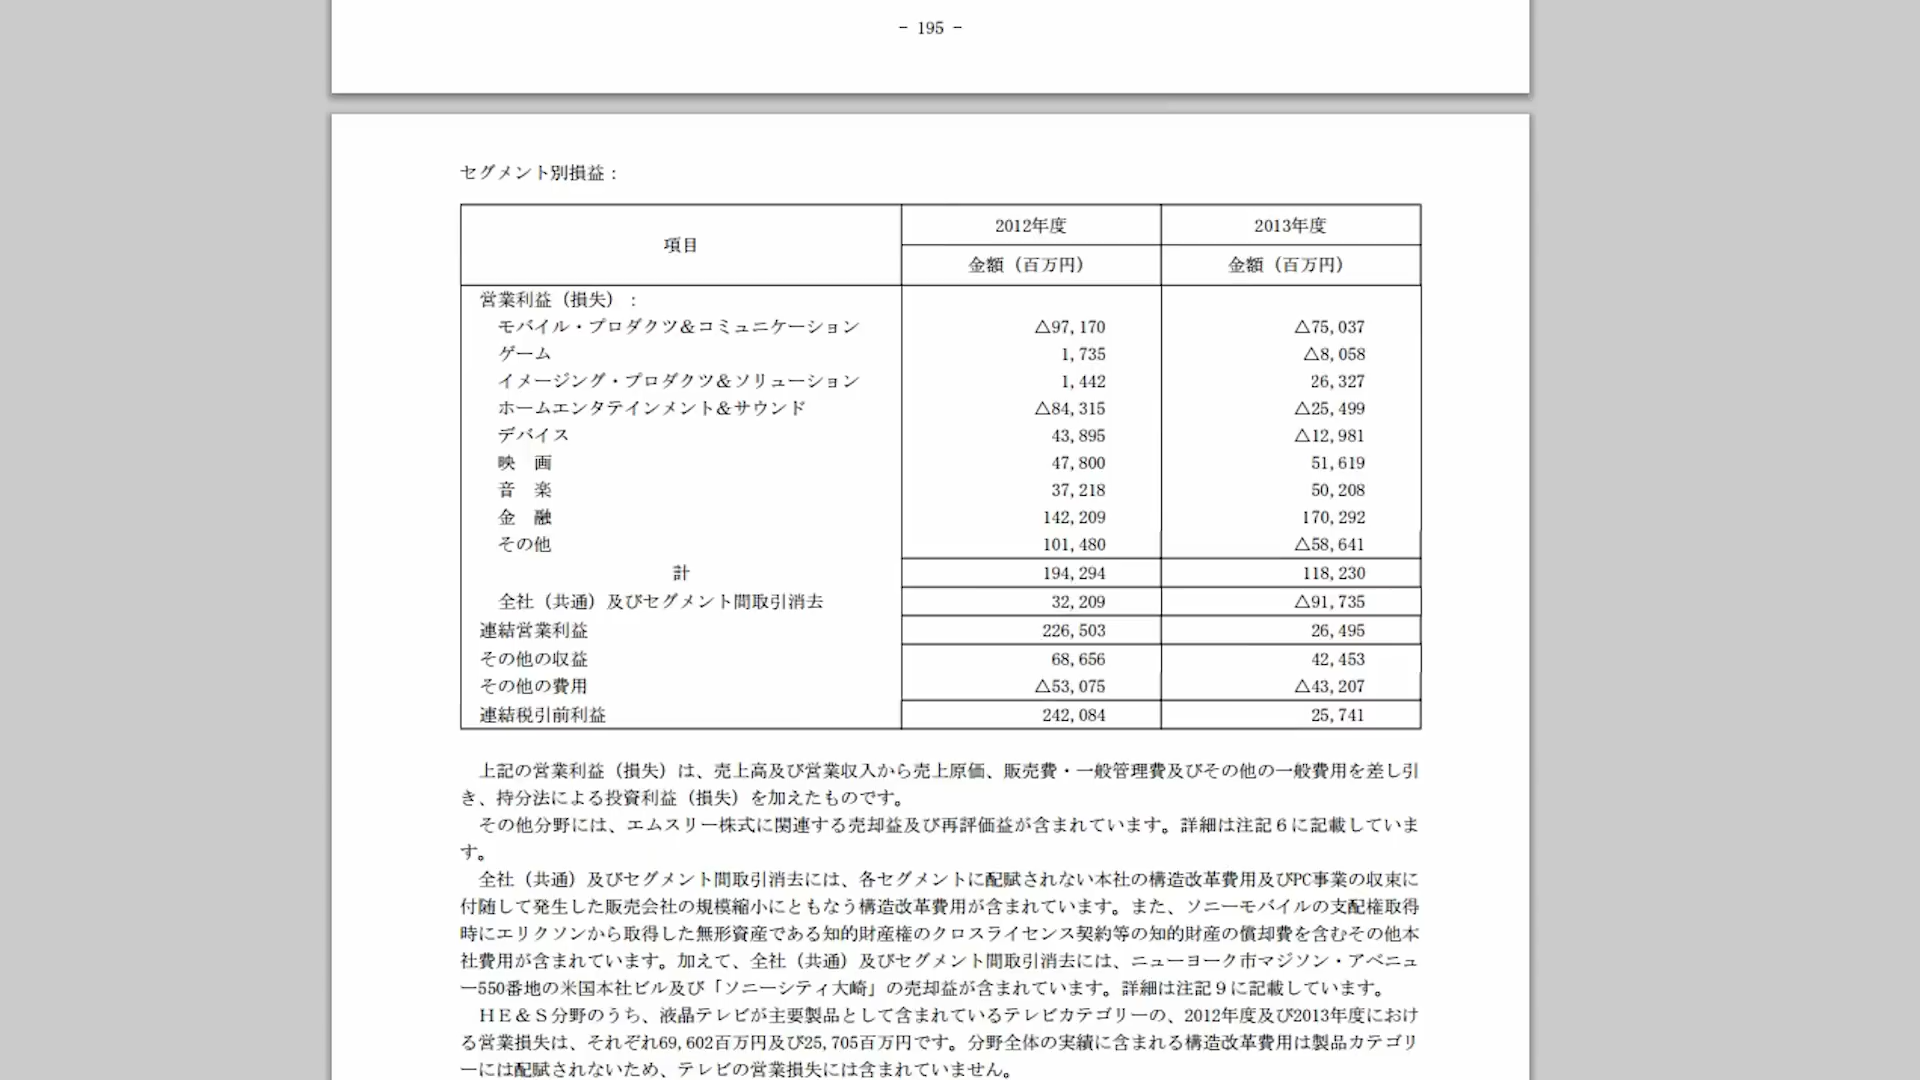 － 195 －
セグメント別損益：
項目 2012年度 2013年度
金額（百万円） 金額（百万円）
営業利益（損失）：
モバイル・プロダクツ＆コミュニケーション △97,170 △75,037
ゲーム 1,735 △8,058
イメージング・プロダクツ＆ソリューション 1,442 26,327
ホームエンタテインメント＆サウンド △84,315 △25,499
デバイス 43,895 △12,981
映　画 47,800 51,619
音　楽 37,218 50,208
金　融 142,209 170,292
その他 101,480 △58,641
計 194,294 118,230
全社（共通）及びセグメント間取引消去 32,209 △91,735
連結営業利益 226,503 26,495
その他の収益 68,656 42,453
その他の費用 △53,075 △43,207
連結税引前利益 242,084 25,741
上記の営業利益（損失）は、売上高及び営業収入から売上原価、販売費・一般管理費及びその他の一般費用を差し引
き、持分法による投資利益（損失）を加えたものです。
その他分野には、エムスリー株式に関連する売却益及び再評価益が含まれています。詳細は注記６に記載していま
す。
全社（共通）及びセグメント間取引消去には、各セグメントに配賦されない本社の構造改革費用及びPC事業の収束に
付随して発生した販売会社の規模縮小にともなう構造改革費用が含まれています。また、ソニーモバイルの支配権取得
時にエリクソンから取得した無形資産である知的財産権のクロスライセンス契約等の知的財産の償却費を含むその他本
社費用が含まれています。加えて、全社（共通）及びセグメント間取引消去には、ニューヨーク市マジソン・アベニュ
ー550番地の米国本社ビル及び「ソニーシティ大崎」の売却益が含まれています。詳細は注記９に記載しています。
ＨＥ＆Ｓ分野のうち、液晶テレビが主要製品として含まれているテレビカテゴリーの、2012年度及び2013年度におけ
る営業損失は、それぞれ69,602百万円及び25,705百万円です。分野全体の実績に含まれる構造改革費用は製品カテゴリ
ーには配賦されないため、テレビの営業損失には含まれていません。